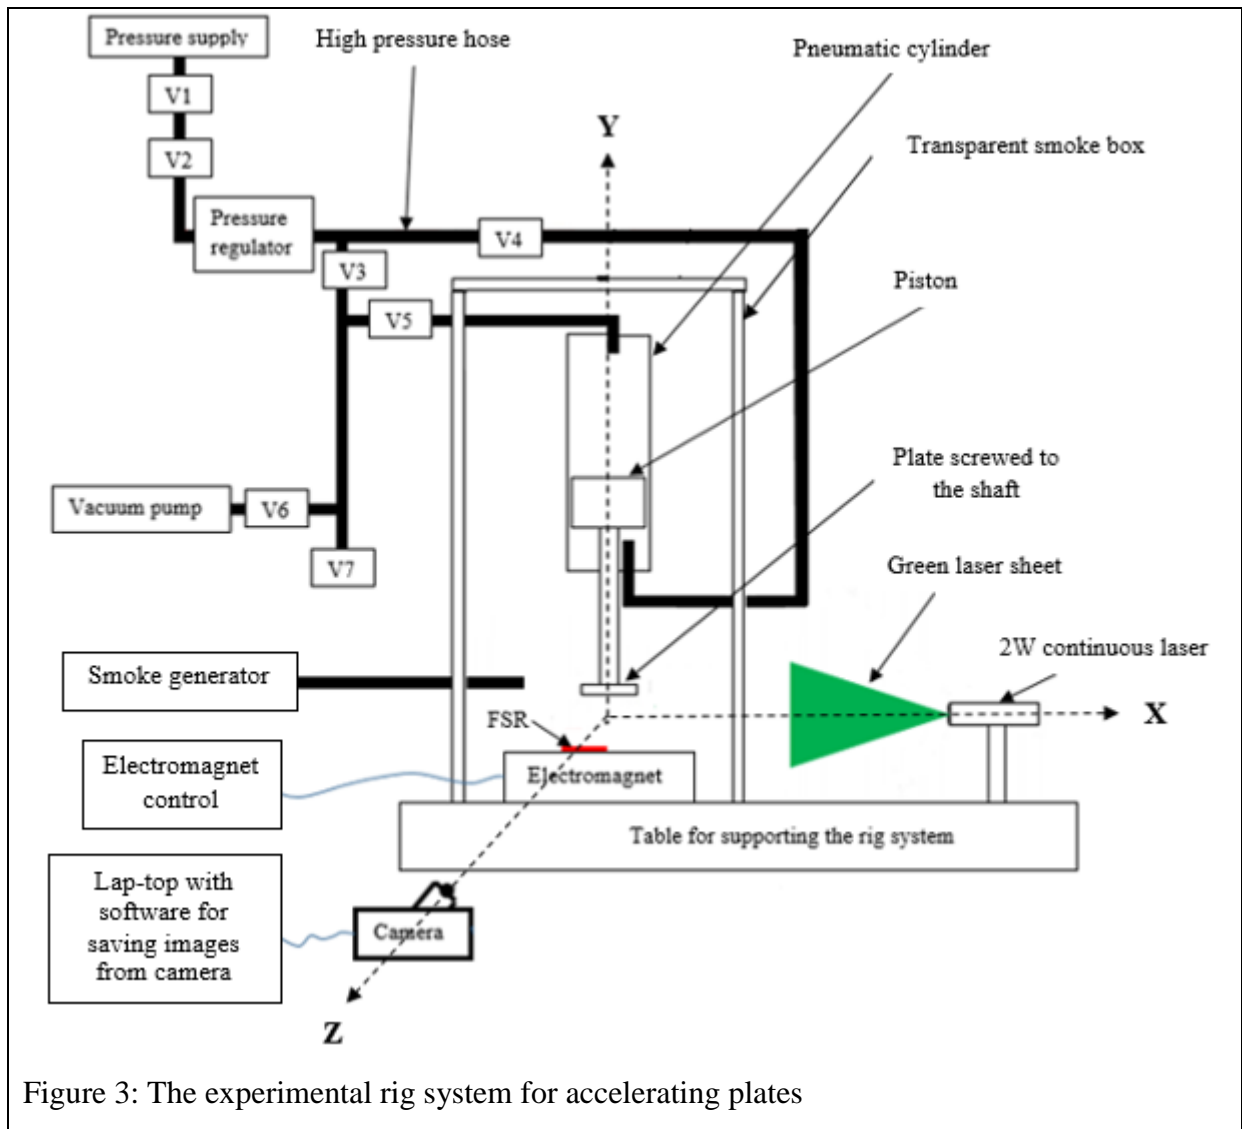 Pressure supply
High pressure hose
Pneumatic cylinder
V1
Y
Transparent smoke box
V2
Pressure
regulator
V4
V3
Piston
V5
Plate screwed to
the shaft
Vacuum pump
V6
V7
Green laser sheet
2W continuous laser
Smoke generator
FSR
X
Electromagnet
control
Electromagnet
Table for supporting the rig system
Lap-top with
software for
saving images
from camera
Camera
Z
Figure 3: The experimental rig system for accelerating plates